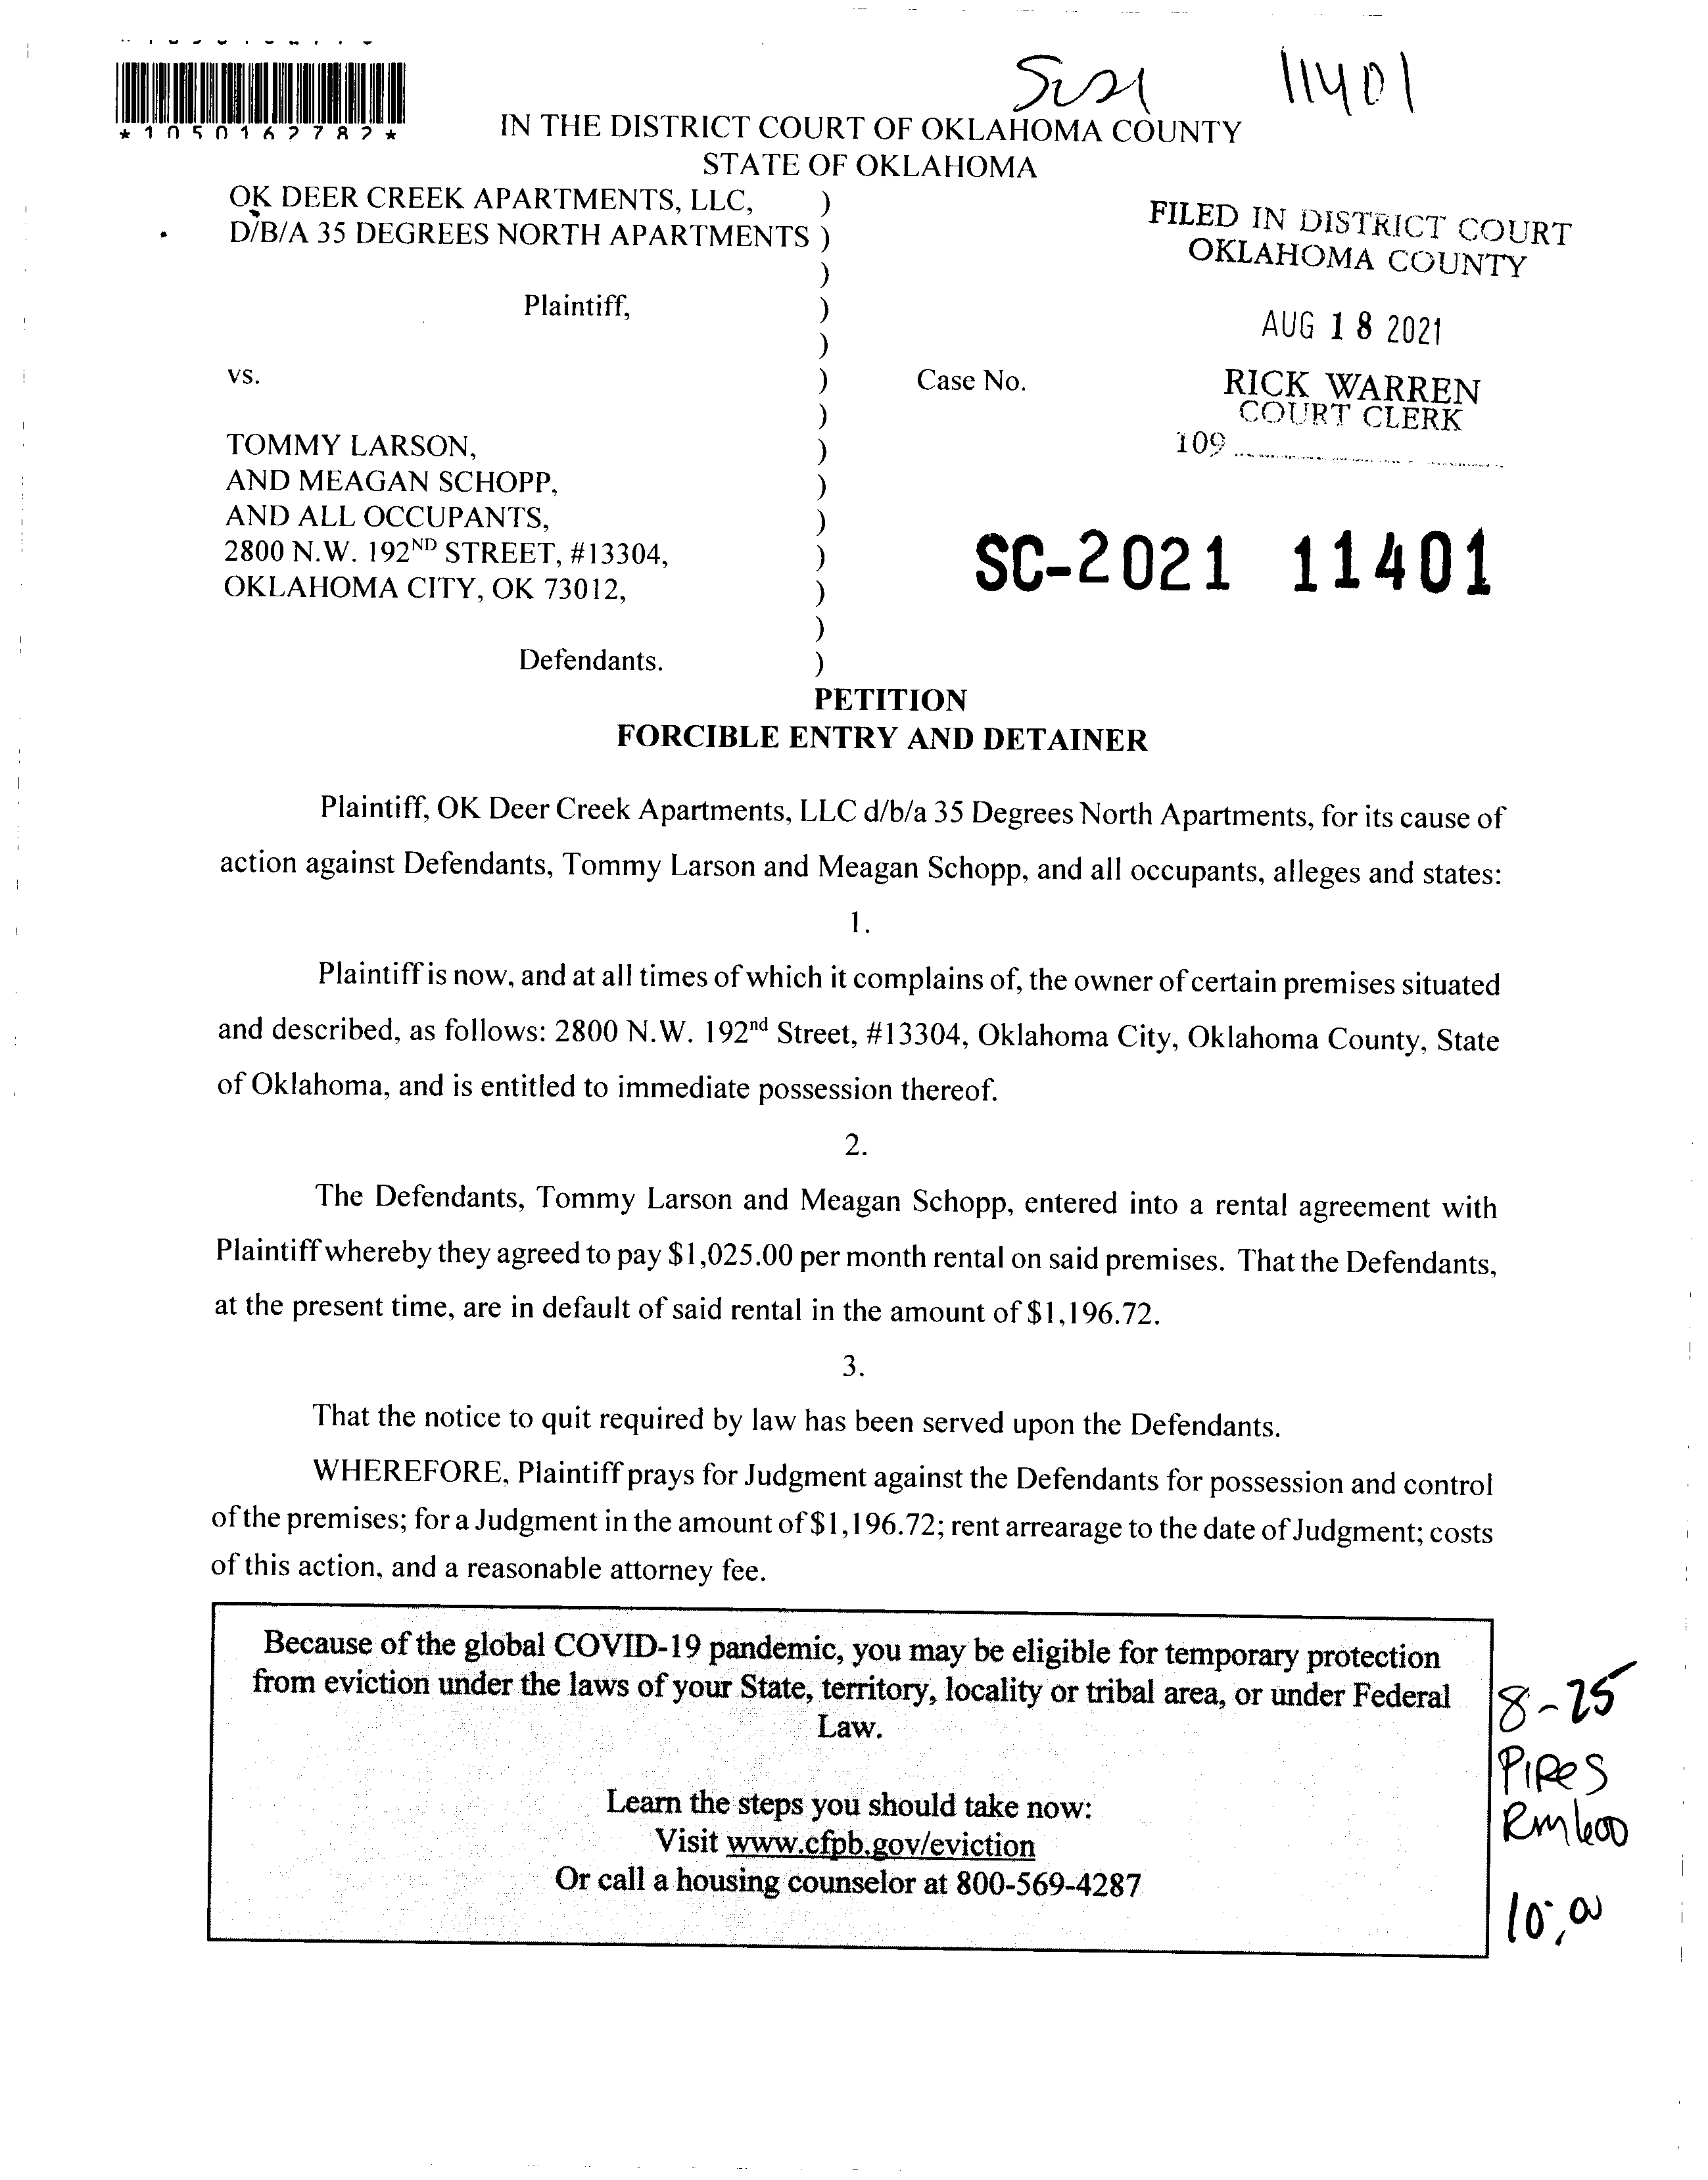 11401
*1050162782*
IN THE DISTRICT COURT OF OKLAHOMA COUNTY
STATE OF OKLAHOMA
OK DEER CREEK APARTMENTS, LLC, )
D/B/A 35 DEGREES NORTH APARTMENTS )
)
Plaintiff, )
)
vs. ) Case No.
)
TOMMY LARSON, )
AND MEAGAN SCHOPP, )
AND ALL OCCUPANTS, )
2800 N.W. 192ND STREET, #13304, )
OKLAHOMA CITY, OK 73012, )
)
Defendants. )
FILED IN DISTRICT COURT
OKLAHOMA COUNTY
AUG 18 2021
RICK WARREN
COURT CLERK
109
SC-2021 11401
PETITION
FORCIBLE ENTRY AND DETAINER
Plaintiff, OK Deer Creek Apartments, LLC d/b/a 35 Degrees North Apartments, for its cause of
action against Defendants, Tommy Larson and Meagan Schopp, and all occupants, alleges and states:
1.
Plaintiff is now, and at all times of which it complains of, the owner of certain premises situated
and described, as follows: 2800 N.W. 192nd Street, #13304, Oklahoma City, Oklahoma County, State
of Oklahoma, and is entitled to immediate possession thereof.
2.
The Defendants, Tommy Larson and Meagan Schopp, entered into a rental agreement with
Plaintiff whereby they agreed to pay $1,025.00 per month rental on said premises. That the Defendants,
at the present time, are in default of said rental in the amount of $1,196.72.
3.
That the notice to quit required by law has been served upon the Defendants.
WHEREFORE, Plaintiff prays for Judgment against the Defendants for possession and control
of the premises; for a Judgment in the amount of $1,196.72; rent arrearage to the date of Judgment; costs
of this action, and a reasonable attorney fee.
Because of the global COVID-19 pandemic, you may be eligible for temporary protection
from eviction under the laws of your State, territory, locality or tribal area, or under Federal
Law.
Learn the steps you should take now:
Visit www.cfpb.gov/eviction
Or call a housing counselor at 800-569-4287
8-25
PIRES
Rm 600
10:00